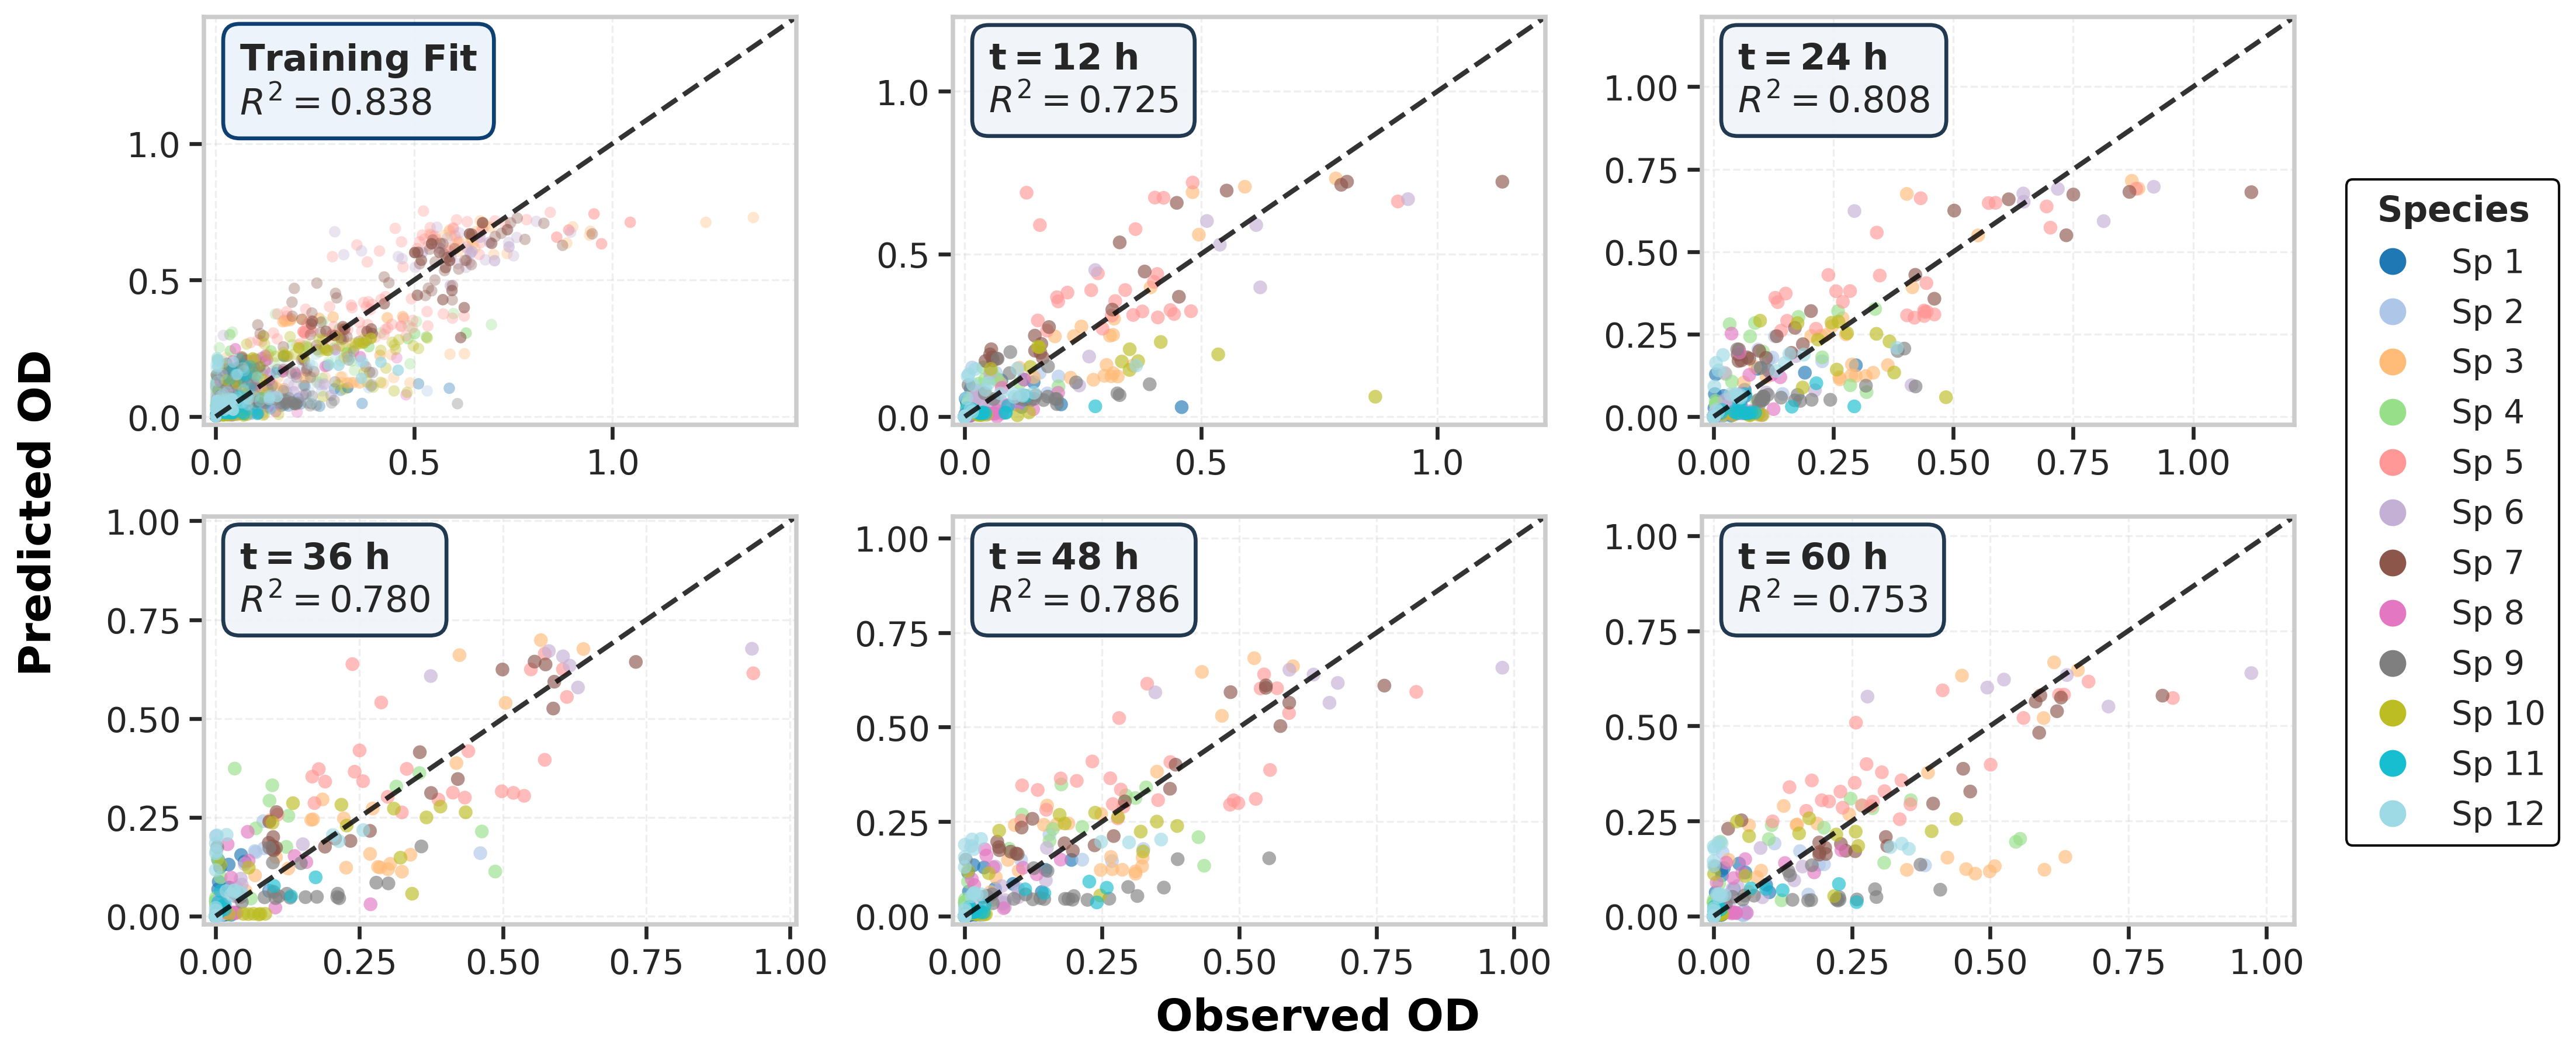 Predicted OD
Training Fit
R² = 0.838
1.0
0.5
0.0
0.0 0.5 1.0
t = 12 h
R² = 0.725
1.0
0.5
0.0
0.0 0.5 1.0
t = 24 h
R² = 0.808
1.00
0.75
0.50
0.25
0.00
0.00 0.25 0.50 0.75 1.00
t = 36 h
R² = 0.780
1.00
0.75
0.50
0.25
0.00
0.00 0.25 0.50 0.75 1.00
t = 48 h
R² = 0.786
1.00
0.75
0.50
0.25
0.00
0.00 0.25 0.50 0.75 1.00
t = 60 h
R² = 0.753
1.00
0.75
0.50
0.25
0.00
0.00 0.25 0.50 0.75 1.00
Observed OD
Species
Sp 1
Sp 2
Sp 3
Sp 4
Sp 5
Sp 6
Sp 7
Sp 8
Sp 9
Sp 10
Sp 11
Sp 12